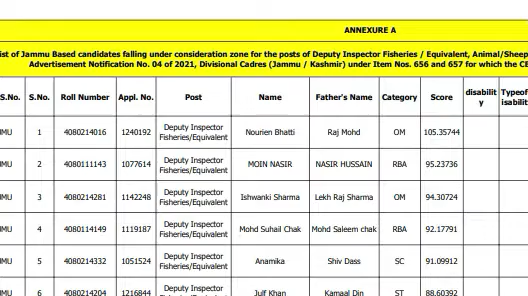 ANNEXURE A
ist of Jammu Based candidates falling under consideration zone for the posts of Deputy Inspector Fisheries / Equivalent, Animal/Sheep
Advertisement Notification No. 04 of 2021, Divisional Cadres (Jammu / Kashmir) under Item Nos. 656 and 657 for which the CE
S.No. S.No. Roll Number Appl. No. Post Name Father's Name Category Score disability Typeof isabilit
MU 1 4080214016 1240192 Deputy Inspector Fisheries/Equivalent Nourien Bhatti Raj Mohd OM 105.35744
MU 2 4080111143 1077614 Deputy Inspector Fisheries/Equivalent MOIN NASIR NASIR HUSSAIN RBA 95.23736
MU 3 4080214281 1142248 Deputy Inspector Fisheries/Equivalent Ishwanki Sharma Lekh Raj Sharma OM 94.30724
MU 4 4080114149 1119187 Deputy Inspector Fisheries/Equivalent Mohd Suhail Chak Mohd Saleem chak RBA 92.17791
MU 5 4080214332 1051524 Deputy Inspector Fisheries/Equivalent Anamika Shiv Dass SC 91.09912
MU 6 4080214204 1216844 Deputy Inspector Fisheries/Equivalent Julf Khan Kamaal Din ST 88.60392